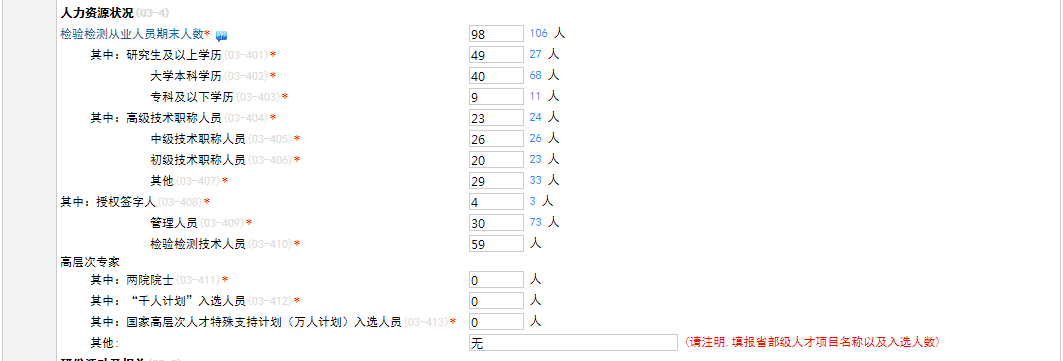 人力资源状况(03-4)
检验检测从业人员期末人数* 98 106 人
其中: 研究生及以上学历(03-401)* 49 27 人
大学本科学历(03-402)* 40 68 人
专科及以下学历(03-403)* 9 11 人
其中: 高级技术职称人员(03-404)* 23 24 人
中级技术职称人员(03-405)* 26 26 人
初级技术职称人员(03-406)* 20 23 人
其他(03-407)* 29 33 人
其中: 授权签字人(03-408)* 4 3 人
管理人员(03-409)* 30 73 人
检验检测技术人员(03-410)* 59 人
高层次专家
其中: 两院院士(03-411)* 0 人
其中: “千人计划”入选人员(03-412)* 0 人
其中: 国家高层次人才特殊支持计划（万人计划）入选人员(03-413)* 0 人
其他: 无 (请注明, 填报省部级人才项目名称以及入选人数)